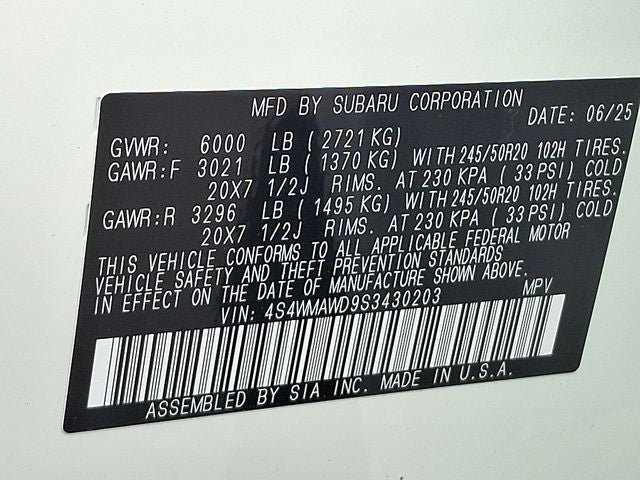 MFD BY SUBARU CORPORATION DATE: 06/25
GVWR: 6000 LB (2721 KG)
GAWR:F 3021 LB (1370 KG) WITH 245/50R20 102H TIRES.
20X7 1/2J RIMS. AT 230 KPA (33 PSI) COLD
GAWR:R 3296 LB (1495 KG) WITH 245/50R20 102H TIRES.
20X7 1/2J RIMS. AT 230 KPA (33 PSI) COLD
THIS VEHICLE CONFORMS TO ALL APPLICABLE FEDERAL MOTOR
VEHICLE SAFETY AND THEFT PREVENTION STANDARDS
IN EFFECT ON THE DATE OF MANUFACTURE SHOWN ABOVE.
VIN: 4S4WMAWD9S3430203 MPV
ASSEMBLED BY SIA INC. MADE IN U.S.A.